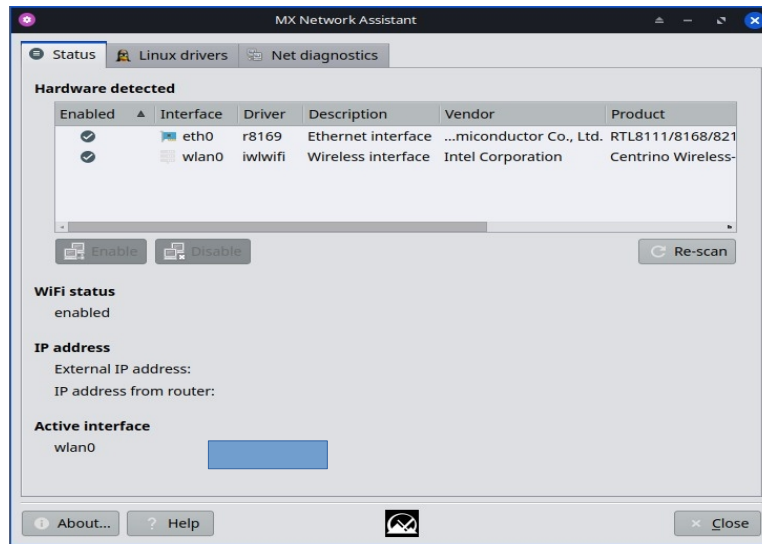 MX Network Assistant
Status Linux drivers Net diagnostics
Hardware detected
Enabled Interface Driver Description Vendor Product
eth0 r8169 Ethernet interface ...miconductor Co., Ltd. RTL8111/8168/821
wlan0 iwlwifi Wireless interface Intel Corporation Centrino Wireless-
Enable Disable Re-scan
WiFi status
enabled
IP address
External IP address:
IP address from router:
Active interface
wlan0
About... ? Help Close